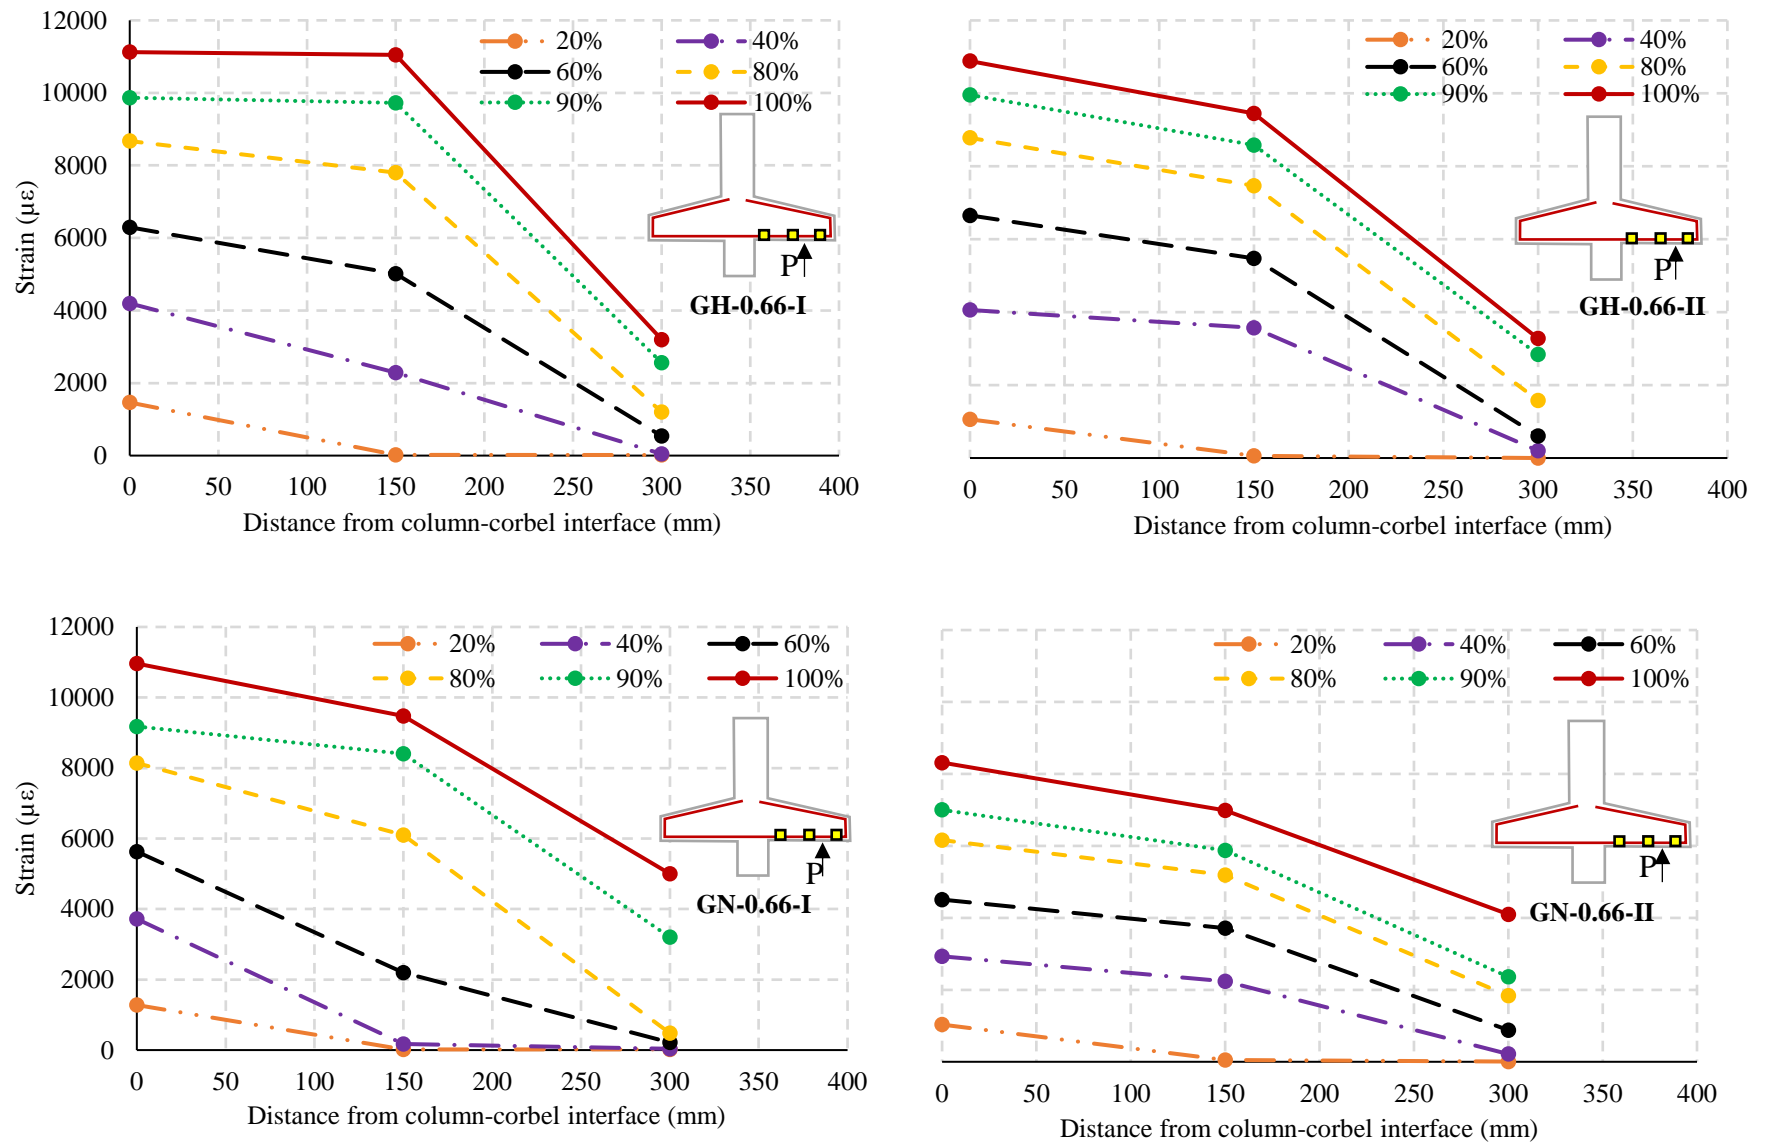 12000
10000
8000
6000
4000
2000
0
Strain (με)
20% 40%
60% 80%
90% 100%
P
GH-0.66-I
0 50 100 150 200 250 300 350 400
Distance from column-corbel interface (mm)
20% 40%
60% 80%
90% 100%
P
GH-0.66-II
0 50 100 150 200 250 300 350 400
Distance from column-corbel interface (mm)
12000
10000
8000
6000
4000
2000
0
Strain (με)
20% 40% 60%
80% 90% 100%
P
GN-0.66-I
0 50 100 150 200 250 300 350 400
Distance from column-corbel interface (mm)
20% 40% 60%
80% 90% 100%
P
GN-0.66-II
0 50 100 150 200 250 300 350 400
Distance from column-corbel interface (mm)